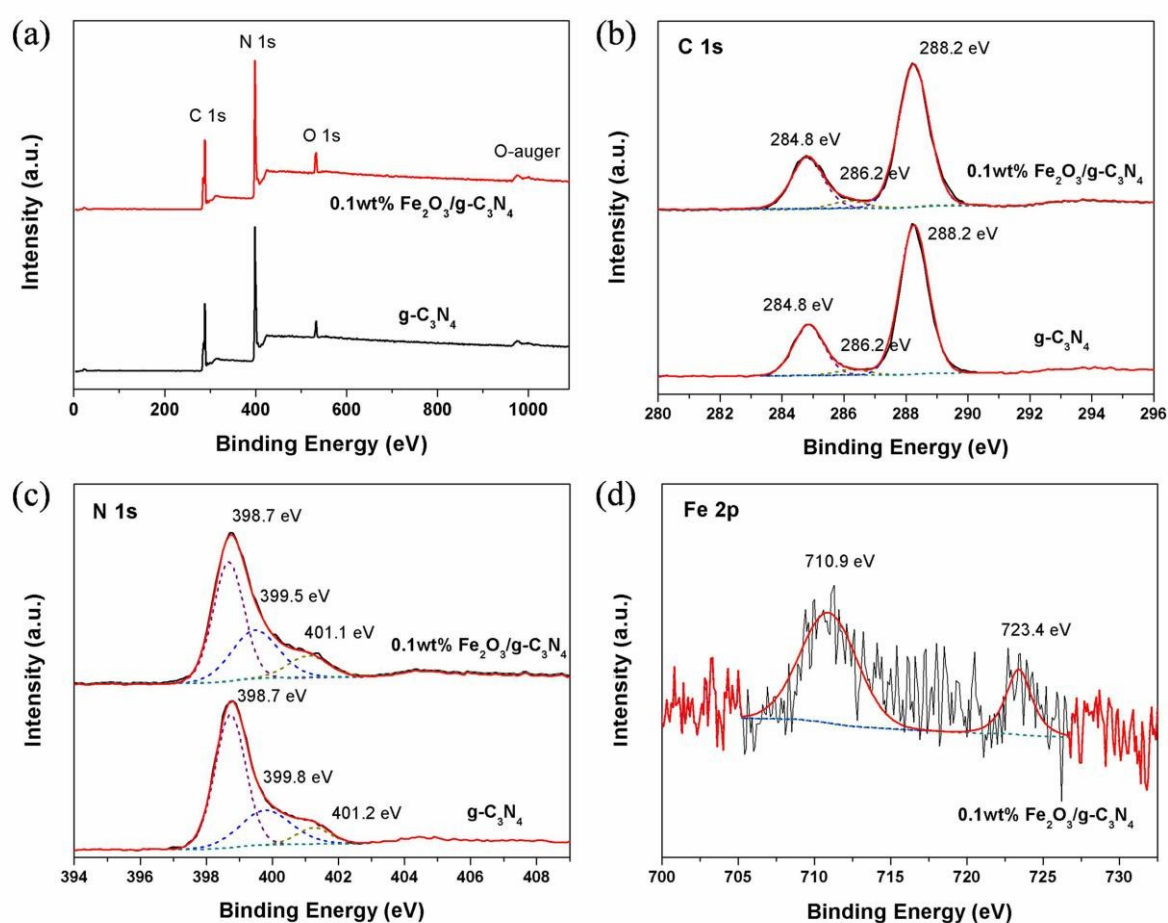 (a)
N 1s
C 1s
O 1s
O-auger
0.1wt% Fe₂O₃/g-C₃N₄
g-C₃N₄
Intensity (a.u.)
0 200 400 600 800 1000
Binding Energy (eV)
(b)
C 1s
288.2 eV
284.8 eV
286.2 eV
0.1wt% Fe₂O₃/g-C₃N₄
288.2 eV
284.8 eV
286.2 eV
g-C₃N₄
Intensity (a.u.)
280 282 284 286 288 290 292 294 296
Binding Energy (eV)
(c)
N 1s
398.7 eV
399.5 eV
401.1 eV
0.1wt% Fe₂O₃/g-C₃N₄
398.7 eV
399.8 eV
401.2 eV
g-C₃N₄
Intensity (a.u.)
394 396 398 400 402 404 406 408
Binding Energy (eV)
(d)
Fe 2p
710.9 eV
723.4 eV
0.1wt% Fe₂O₃/g-C₃N₄
Intensity (a.u.)
700 705 710 715 720 725 730
Binding Energy (eV)